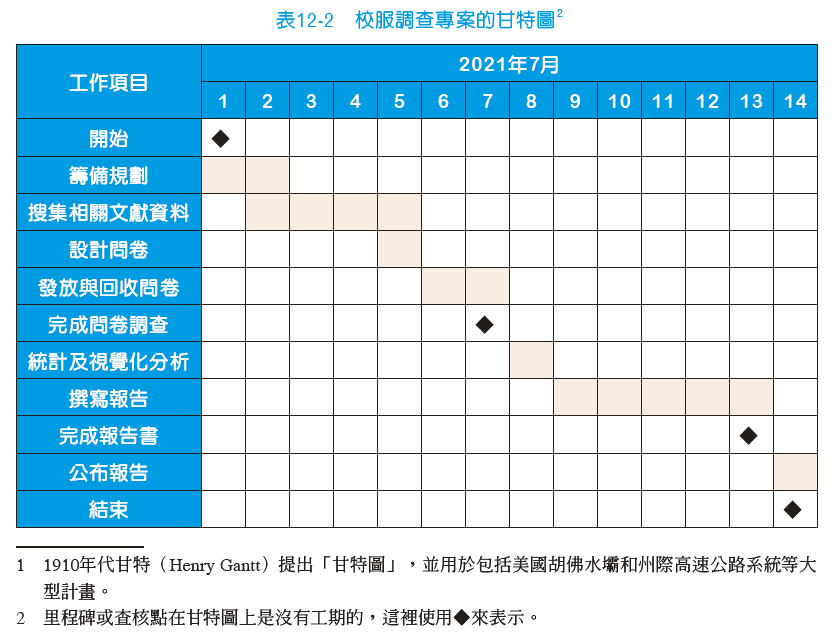 表12-2 校服調查專案的甘特圖2
工作項目
2021年7月
1 2 3 4 5 6 7 8 9 10 11 12 13 14
開始 ◆
籌備規劃
搜集相關文獻資料
設計問卷
發放與回收問卷
完成問卷調查 ◆
統計及視覺化分析
撰寫報告
完成報告書 ◆
公布報告
結束 ◆
1 1910年代甘特（Henry Gantt）提出「甘特圖」，並用於包括美國胡佛水壩和州際高速公路系統等大
型計畫。
2 里程碑或查核點在甘特圖上是沒有工期的，這裡使用◆來表示。